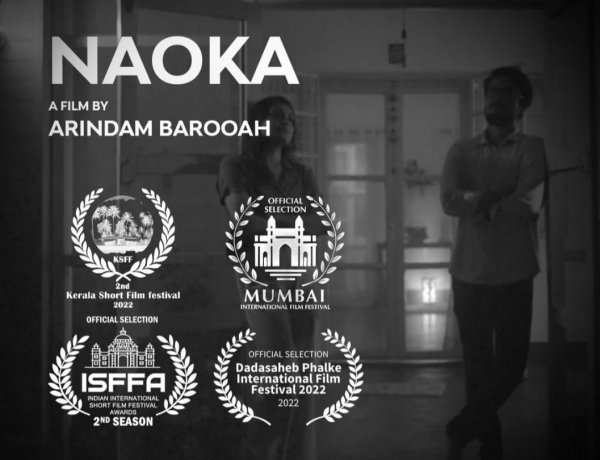 NAOKA
A FILM BY
ARINDAM BAROOAH
KSFF
2nd
Kerala Short Film festival
2022
OFFICIAL
SELECTION
MUMBAI
INTERNATIONAL FILM FESTIVAL
OFFICIAL SELECTION
ISFFA
INDIAN INTERNATIONAL
SHORT FILM FESTIVAL
AWARDS
2ND SEASON
OFFICIAL SELECTION
Dadasaheb Phalke
International Film
Festival 2022
2022